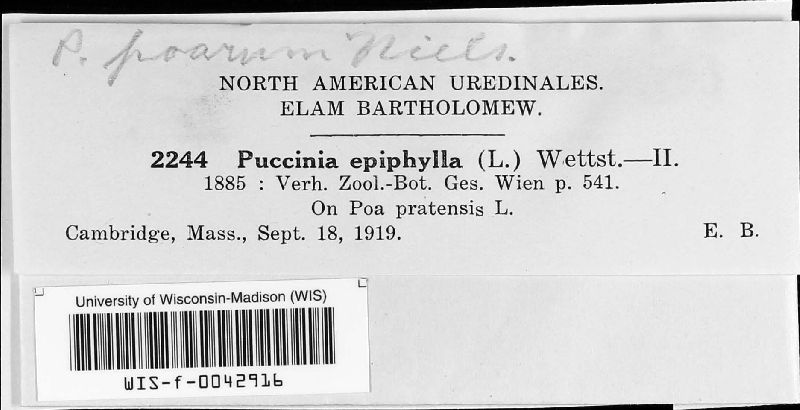 P. poarum Niels.
NORTH AMERICAN UREDINALES.
ELAM BARTHOLOMEW.
2244 Puccinia epiphylla (L.) Wettst.—II.
1885 : Verh. Zool.-Bot. Ges. Wien p. 541.
On Poa pratensis L.
Cambridge, Mass., Sept. 18, 1919. E. B.
University of Wisconsin-Madison (WIS)
WIS-f-0042916